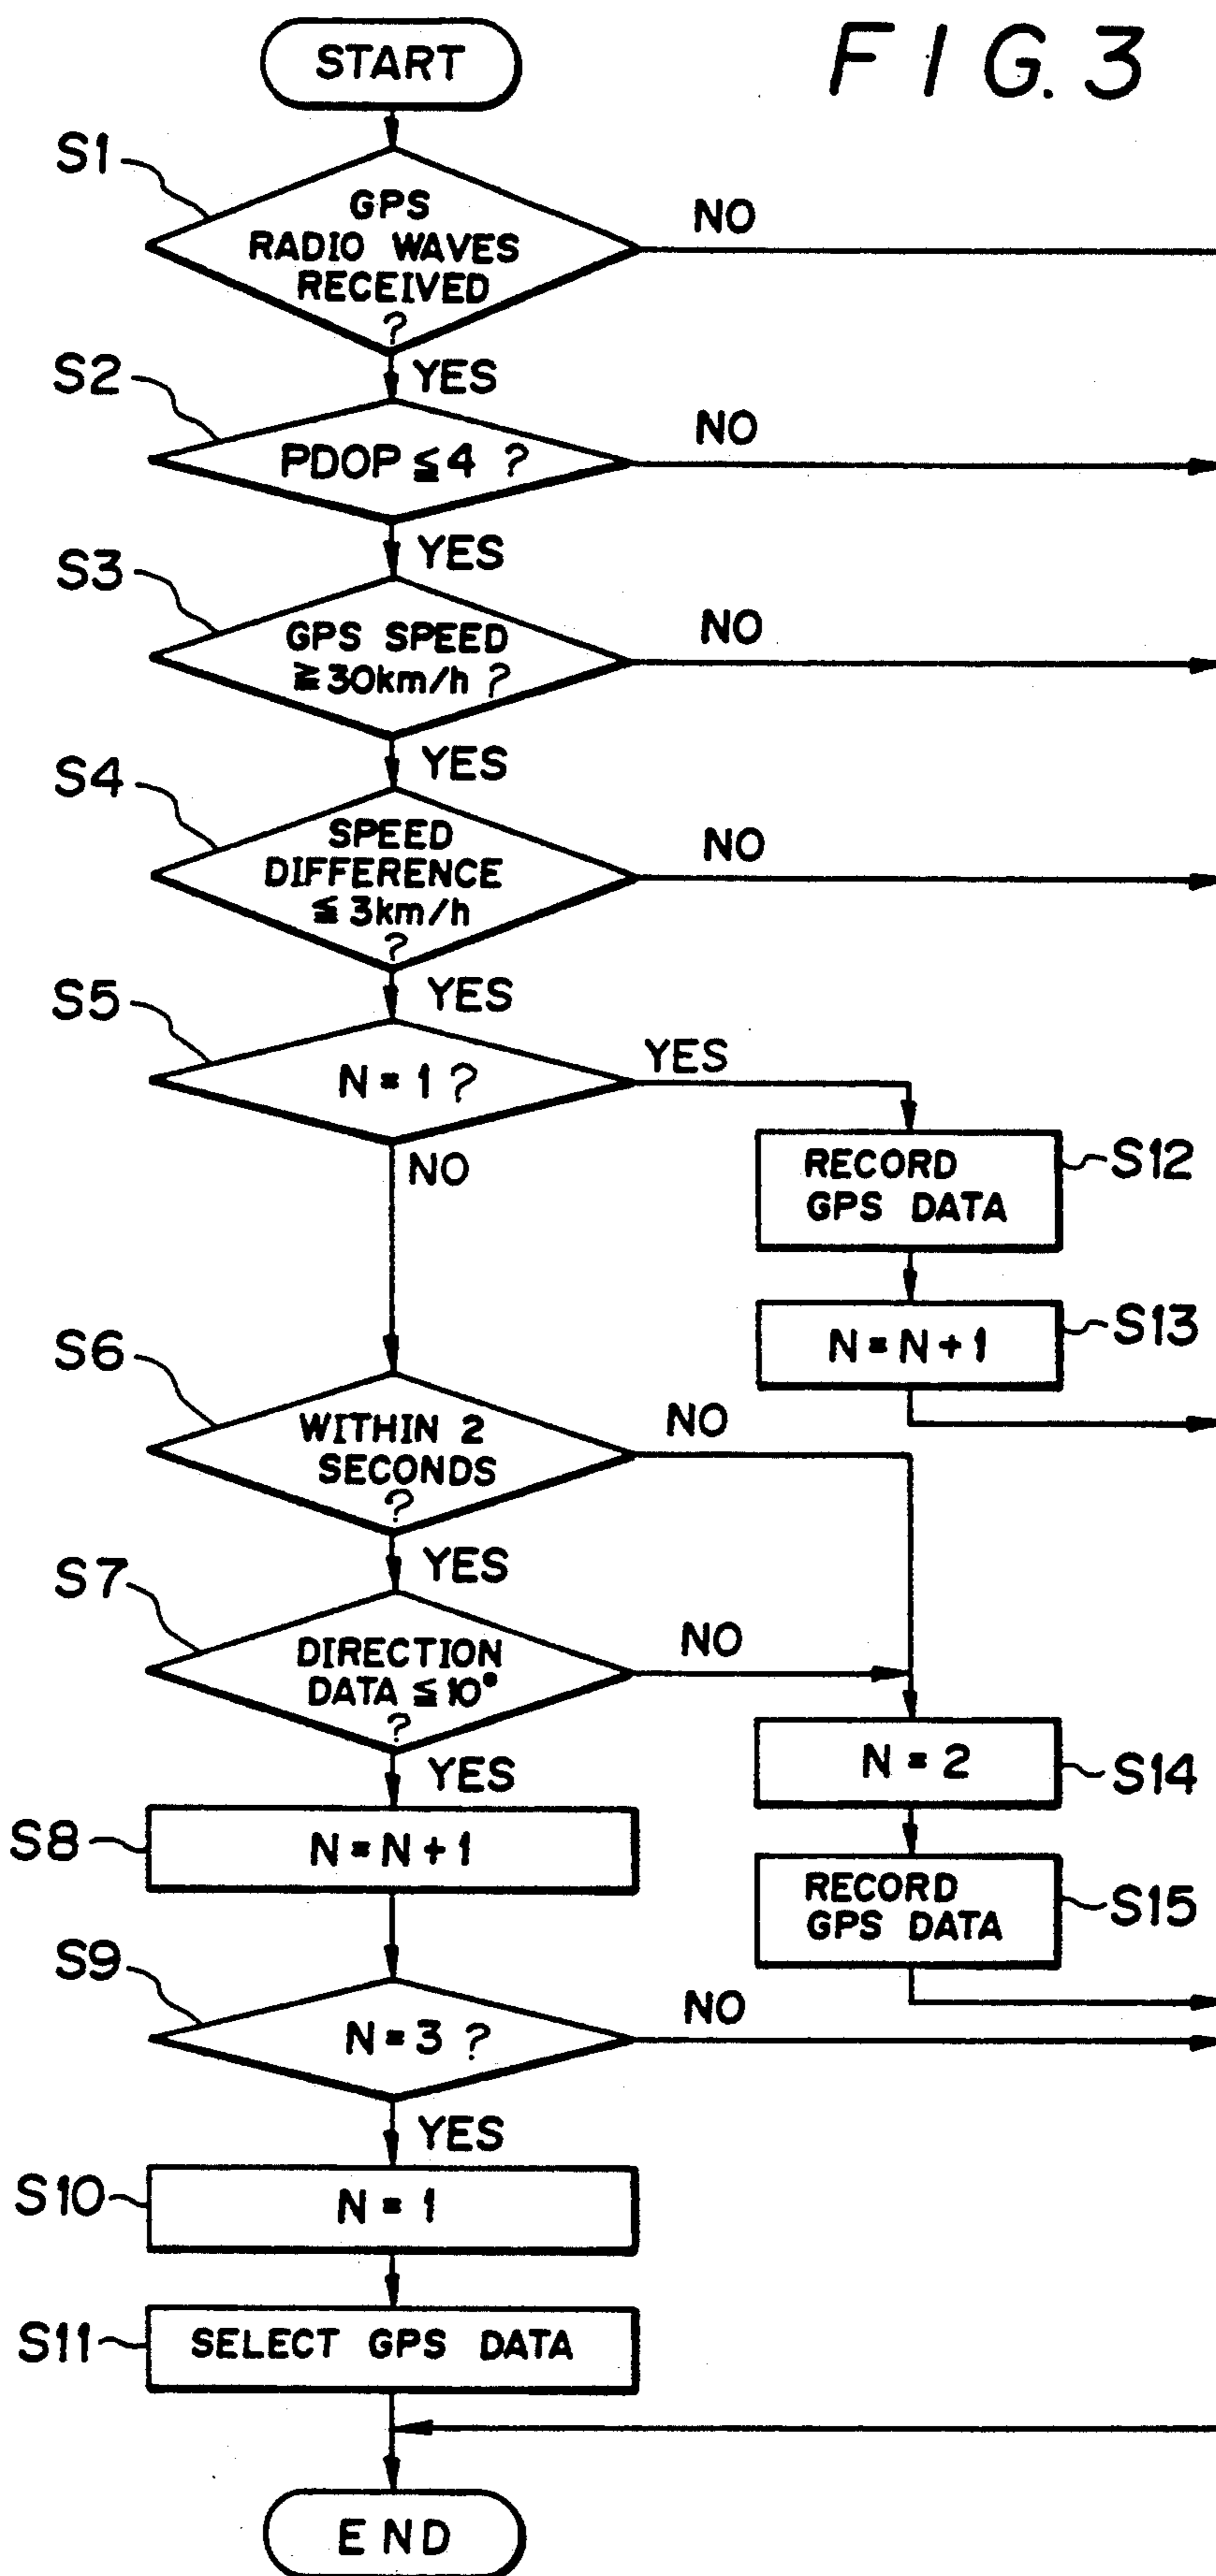 FIG. 3
START
S1
GPS
RADIO WAVES
RECEIVED
?
NO
YES
S2
PDOP ≦ 4 ?
NO
YES
S3
GPS SPEED
≧ 30km/h ?
NO
YES
S4
SPEED
DIFFERENCE
≦ 3km/h
?
NO
YES
S5
N = 1 ?
YES
NO
RECORD
GPS DATA
S12
N = N + 1
S13
S6
WITHIN 2
SECONDS
?
NO
YES
S7
DIRECTION
DATA ≦ 10°
?
NO
YES
N = 2
S14
S8
N = N + 1
RECORD
GPS DATA
S15
S9
N = 3 ?
NO
YES
S10
N = 1
S11
SELECT GPS DATA
END